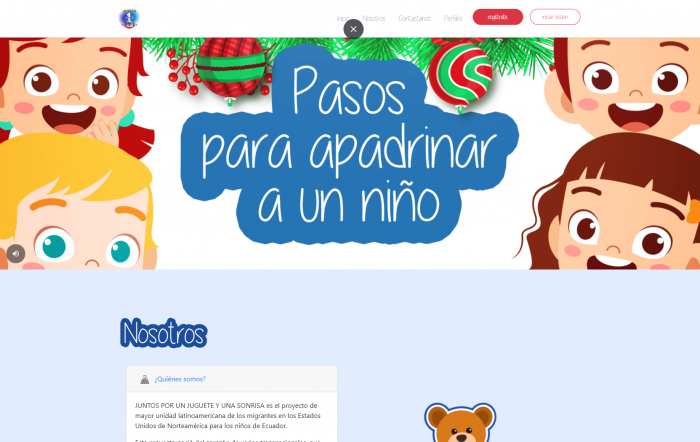 Inicio Nosotros Contactanos Perfiles registrate iniciar sesion
Pasos
para apadrinar
a un niño
Nosotros
¿Quiénes somos?
JUNTOS POR UN JUGUETE Y UNA SONRISA es el proyecto de
mayor unidad latinoamericana de los migrantes en los Estados
Unidos de Norteamérica para los niños de Ecuador.